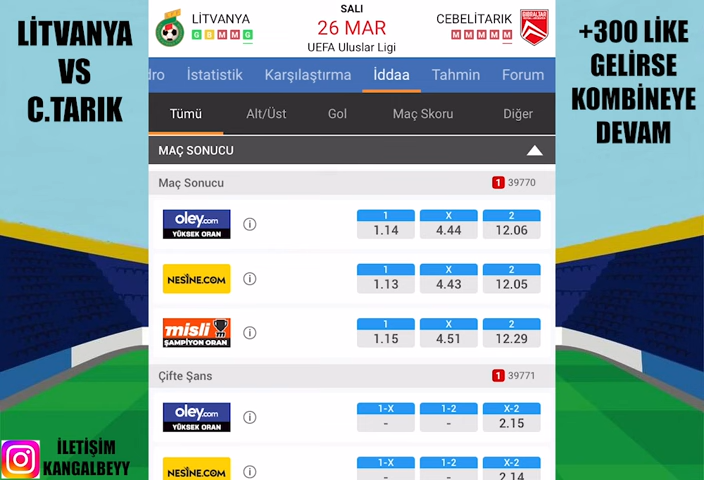 LİTVANYA
VS
C.TARIK
LİTVANYA
G B M M G
SALI
26 MAR
UEFA Uluslar Ligi
CEBELİTARIK
M M M M M
+300 LİKE
GELİRSE
KOMBİNEYE
DEVAM
dro İstatistik Karşılaştırma İddaa Tahmin Forum
Tümü Alt/Üst Gol Maç Skoru Diğer
MAÇ SONUCU
Maç Sonucu 1 39770
oley.com
YÜKSEK ORAN
1 X 2
1.14 4.44 12.06
NESİNE.COM
1 X 2
1.13 4.43 12.05
misli
ŞAMPİYON ORAN
1 X 2
1.15 4.51 12.29
Çifte Şans 1 39771
oley.com
YÜKSEK ORAN
1-X 1-2 X-2
- - 2.15
NESİNE.COM
1-X 1-2 X-2
- - 2.14
İLETİŞİM
KANGALBEYY